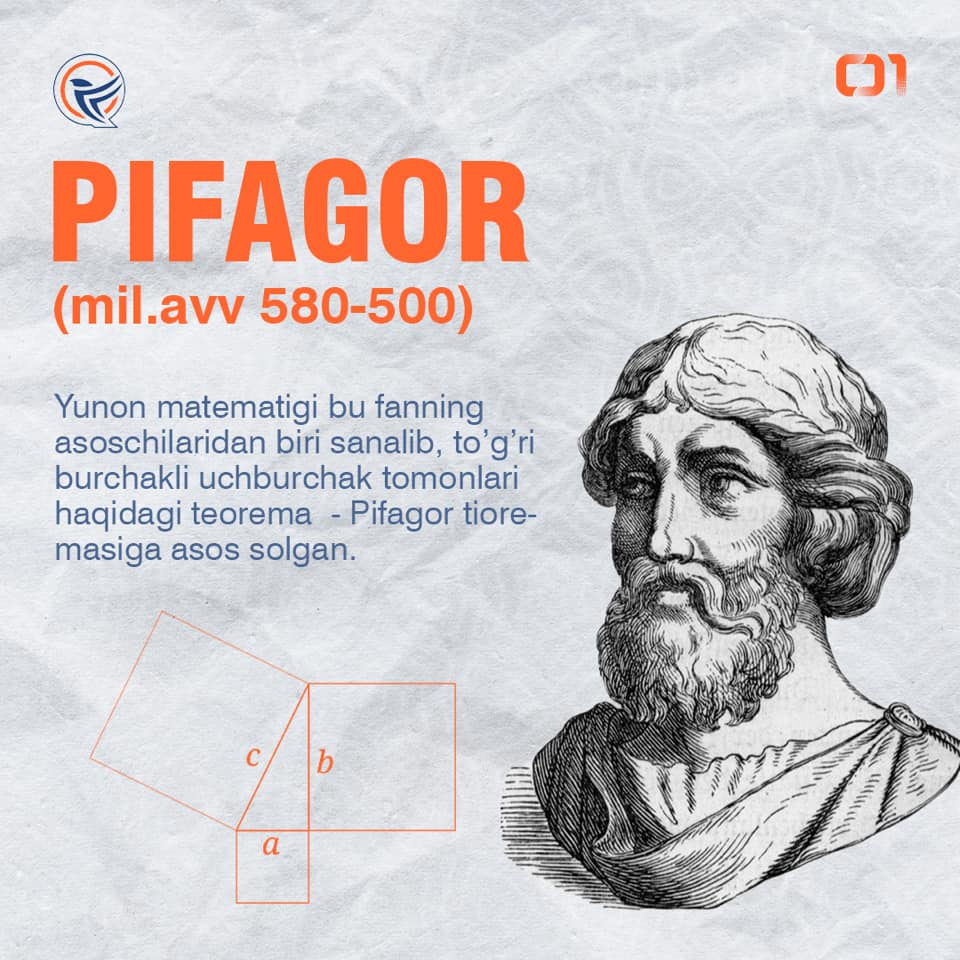 01
PIFAGOR
(mil.avv 580-500)
Yunon matematigi bu fanning
asoschilaridan biri sanalib, to’g’ri
burchakli uchburchak tomonlari
haqidagi teorema - Pifagor tiore-
masiga asos solgan.
c
b
a